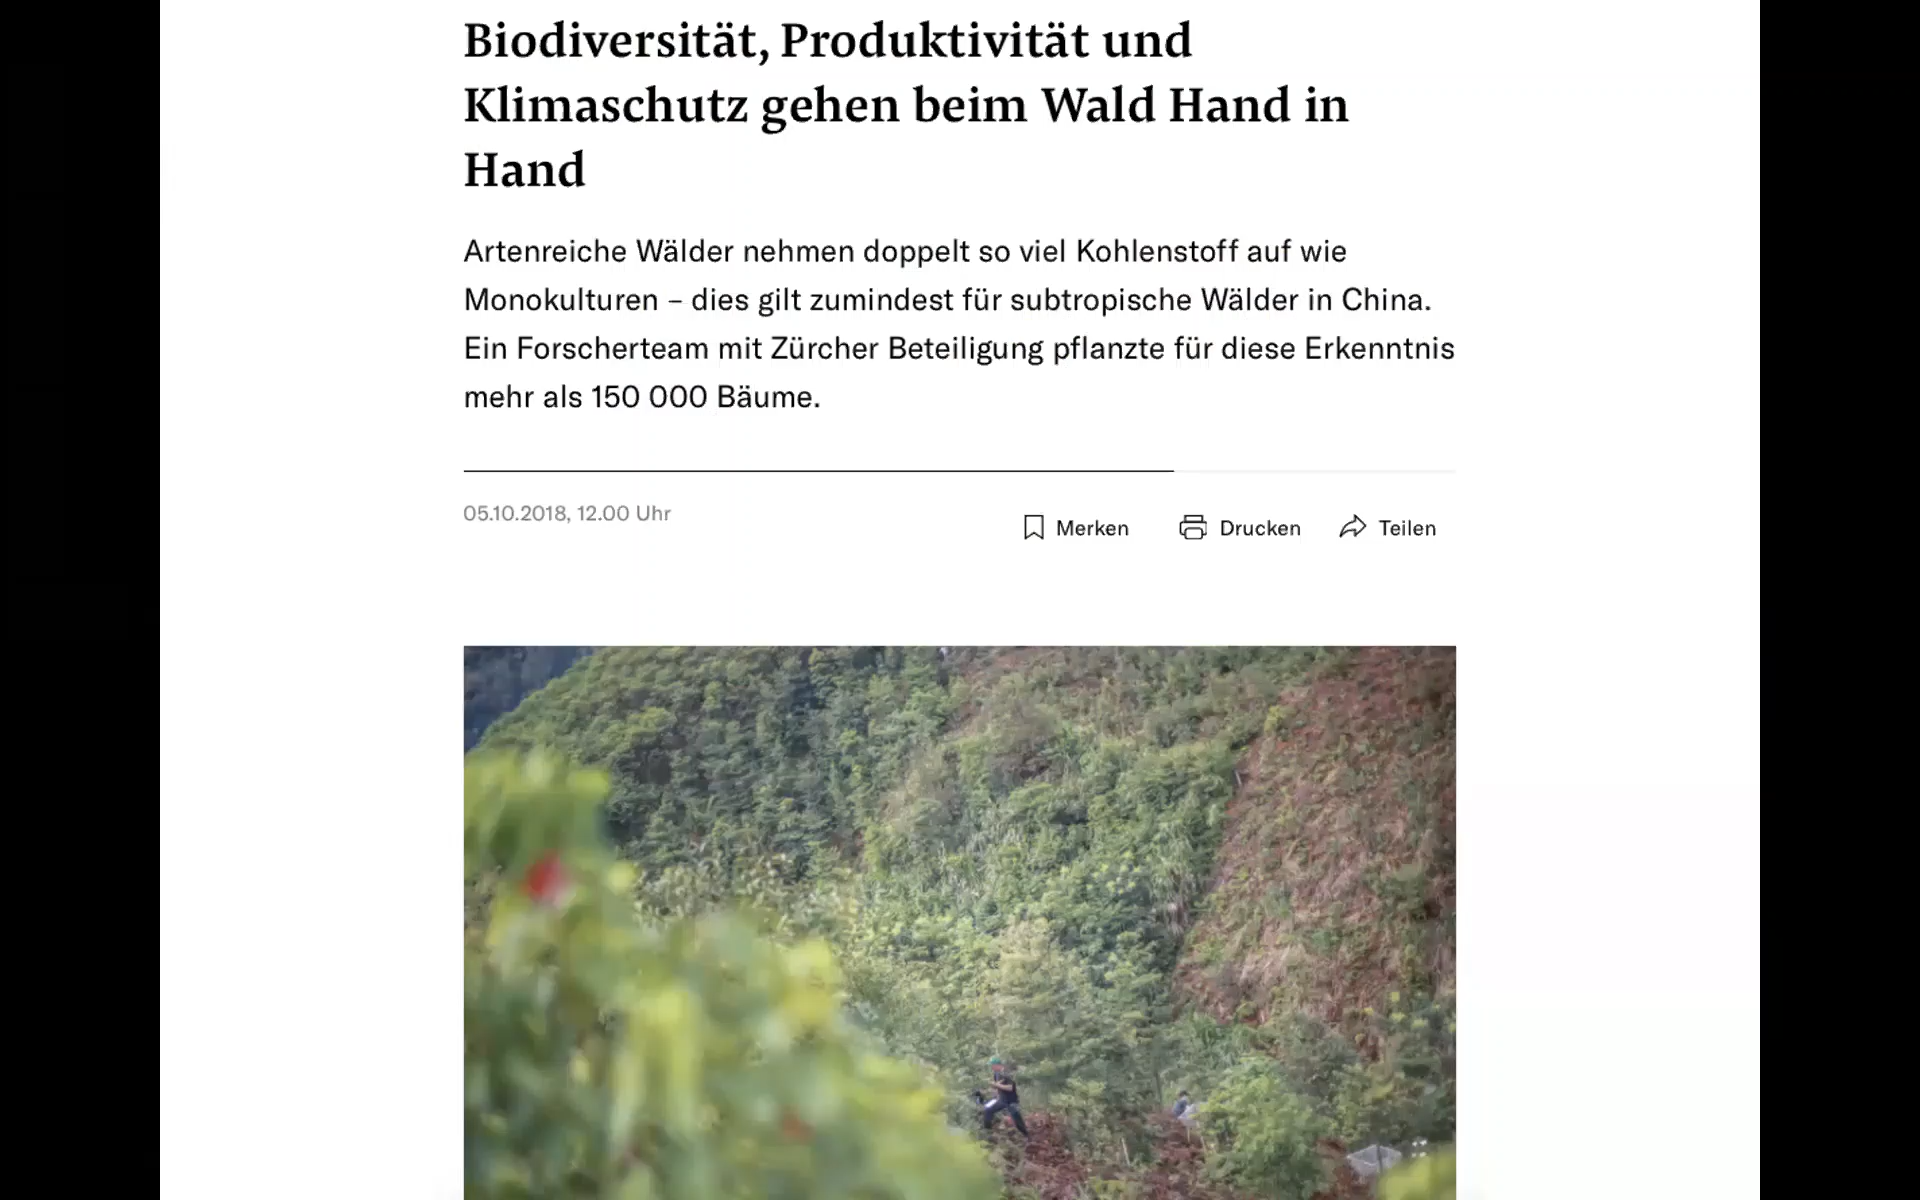 Biodiversität, Produktivität und
Klimaschutz gehen beim Wald Hand in
Hand
Artenreiche Wälder nehmen doppelt so viel Kohlenstoff auf wie
Monokulturen – dies gilt zumindest für subtropische Wälder in China.
Ein Forscherteam mit Zürcher Beteiligung pflanzte für diese Erkenntnis
mehr als 150 000 Bäume.
05.10.2018, 12.00 Uhr
Merken
Drucken
Teilen